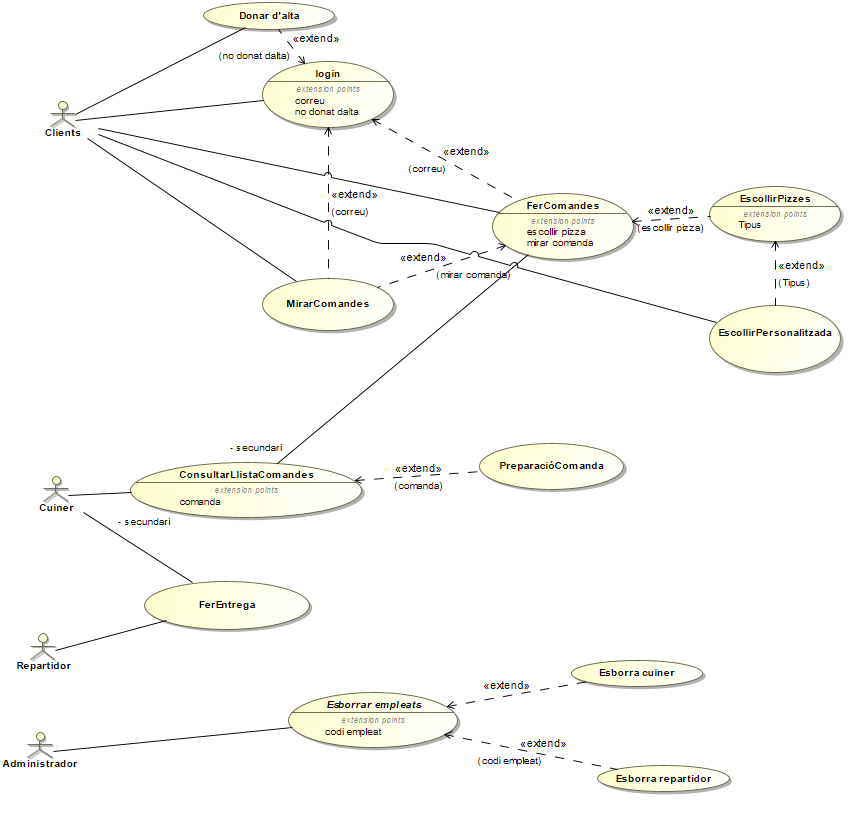 Donar d'alta
«extend»
(no donat dalta)
login
extension points
correu
no donat dalta
Clients
«extend»
(correu)
«extend»
(correu)
FerComandes
extension points
escollir pizza
mirar comanda
«extend»
(escollir pizza)
EscollirPizzes
extension points
Tipus
«extend»
(mirar comanda)
«extend»
(Tipus)
MirarComandes
EscollirPersonalitzada
- secundari
ConsultarLlistaComandes
extension points
comanda
«extend»
(comanda)
PreparacióComanda
Cuiner
- secundari
FerEntrega
Repartidor
Esborra cuiner
«extend»
Esborrar empleats
extension points
codi empleat
«extend»
(codi empleat)
Administrador
Esborra repartidor